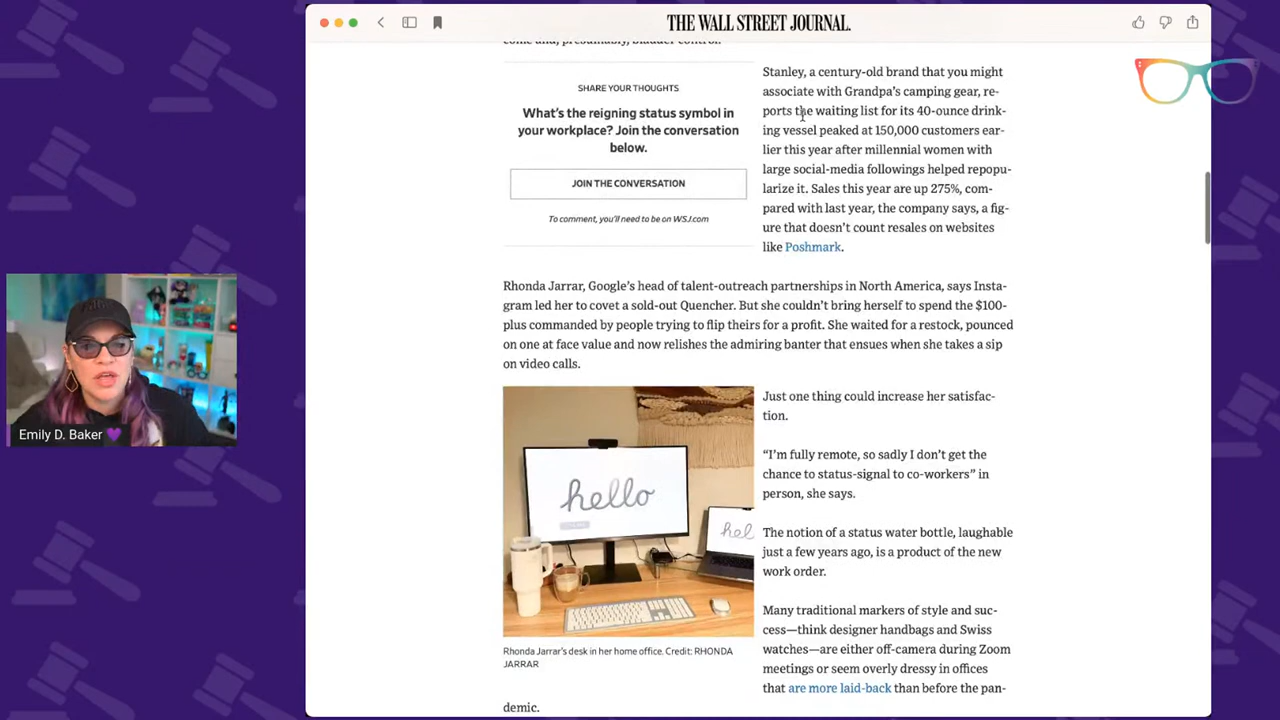 THE WALL STREET JOURNAL.
SHARE YOUR THOUGHTS
What's the reigning status symbol in
your workplace? Join the conversation
below.
JOIN THE CONVERSATION
To comment, you'll need to be on WSJ.com
Stanley, a century-old brand that you might
associate with Grandpa's camping gear, re-
ports the waiting list for its 40-ounce drink-
ing vessel peaked at 150,000 customers ear-
lier this year after millennial women with
large social-media followings helped repopu-
larize it. Sales this year are up 275%, com-
pared with last year, the company says, a fig-
ure that doesn't count resales on websites
like Poshmark.
Rhonda Jarrar, Google's head of talent-outreach partnerships in North America, says Insta-
gram led her to covet a sold-out Quencher. But she couldn't bring herself to spend the $100-
plus commanded by people trying to flip theirs for a profit. She waited for a restock, pounced
on one at face value and now relishes the admiring banter that ensues when she takes a sip
on video calls.
hello
hel
Rhonda Jarrar's desk in her home office. Credit: RHONDA
JARRAR
Just one thing could increase her satisfac-
tion.
“I'm fully remote, so sadly I don't get the
chance to status-signal to co-workers” in
person, she says.
The notion of a status water bottle, laughable
just a few years ago, is a product of the new
work order.
Many traditional markers of style and suc-
cess—think designer handbags and Swiss
watches—are either off-camera during Zoom
meetings or seem overly dressy in offices
that are more laid-back than before the pan-
demic.
Emily D. Baker 💜